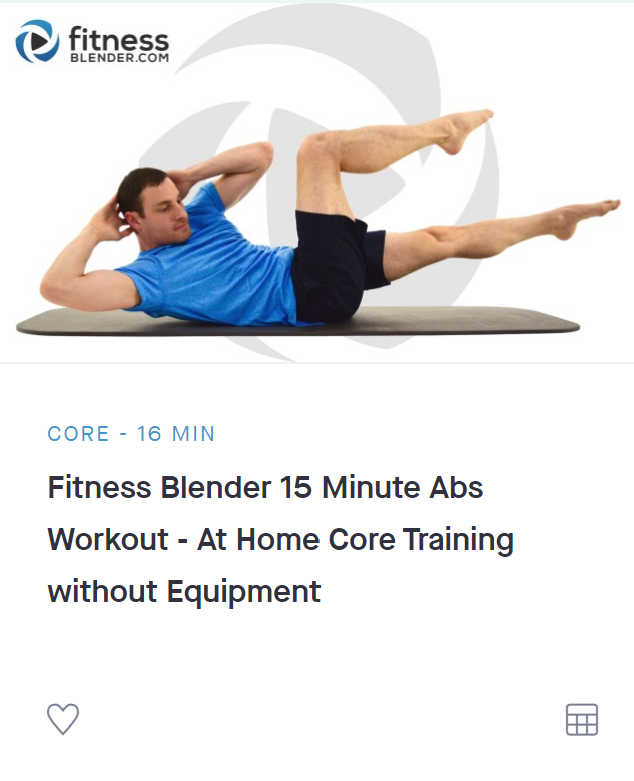 fitness
BLENDER.COM
CORE - 16 MIN
Fitness Blender 15 Minute Abs
Workout - At Home Core Training
without Equipment